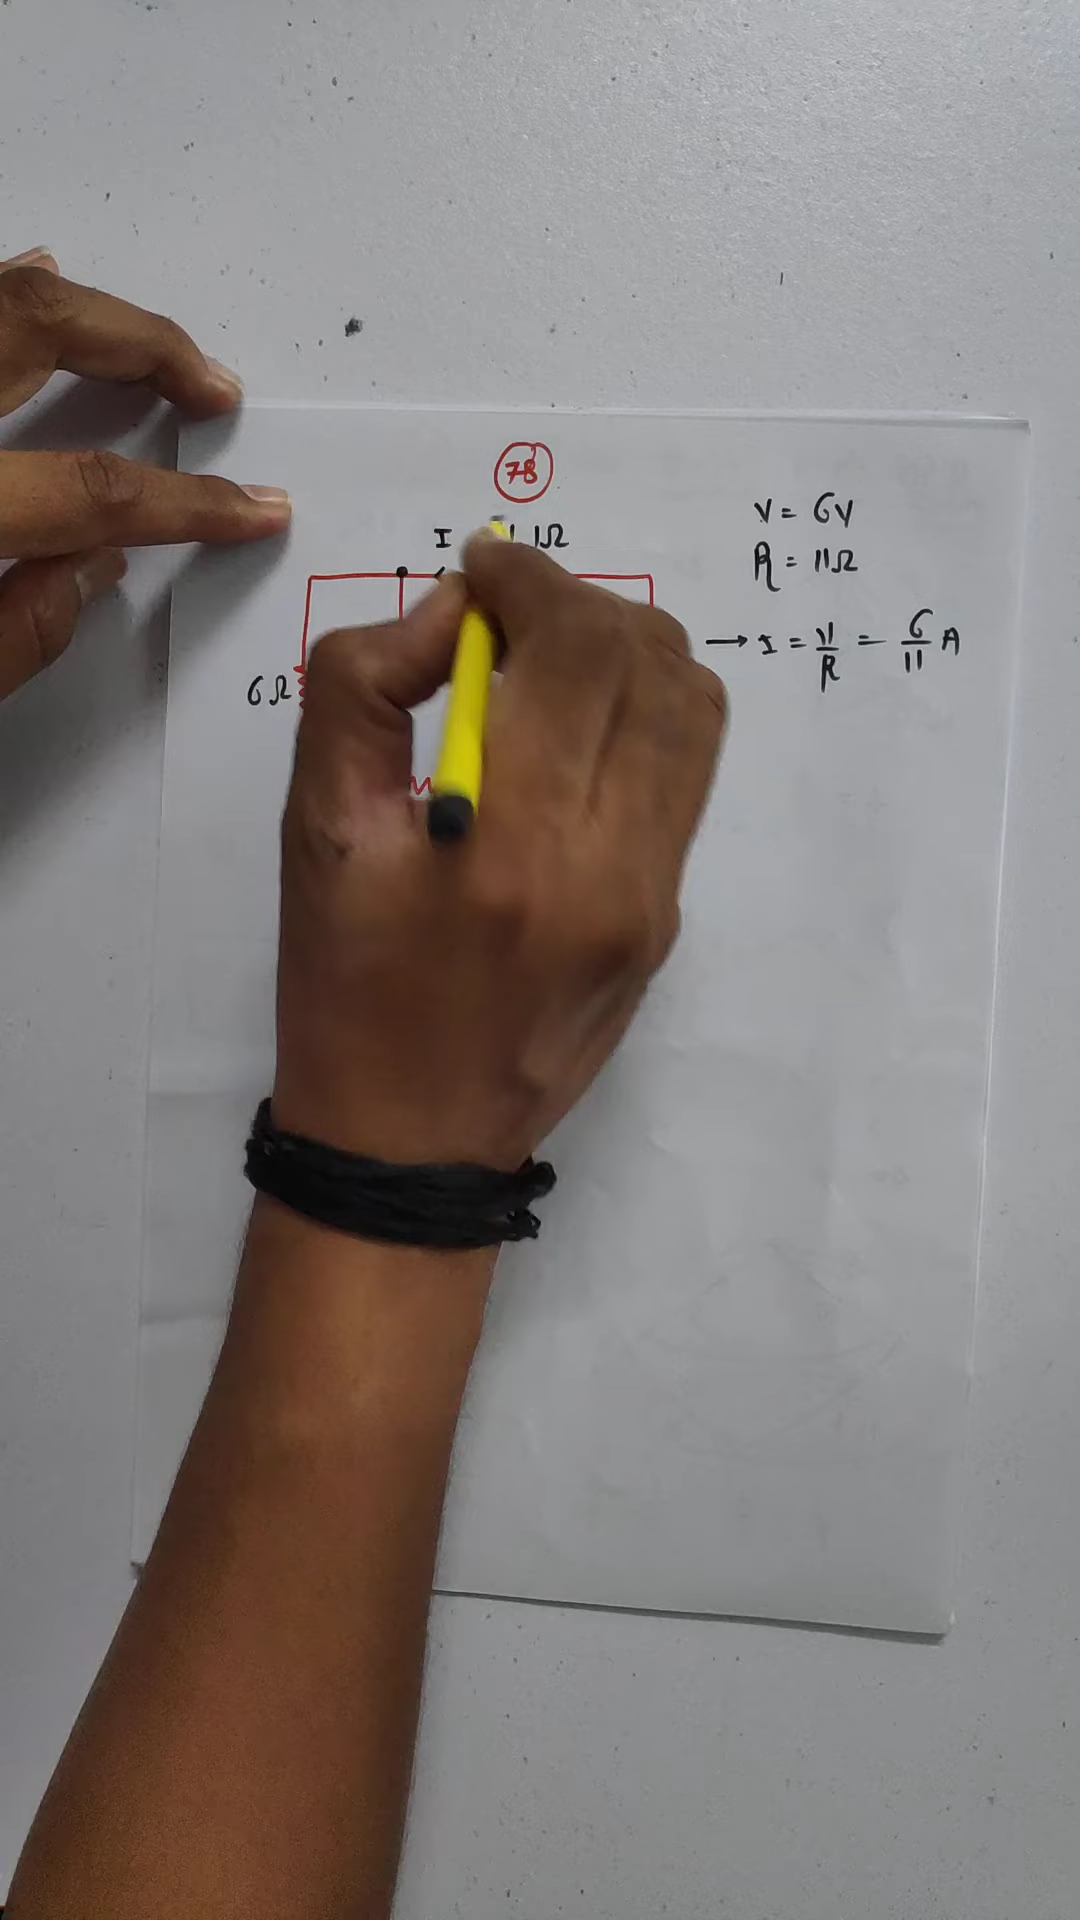 78
I 1Ω
V = 6V
R = 11Ω
→ I = V/R = 6/11 A
6Ω